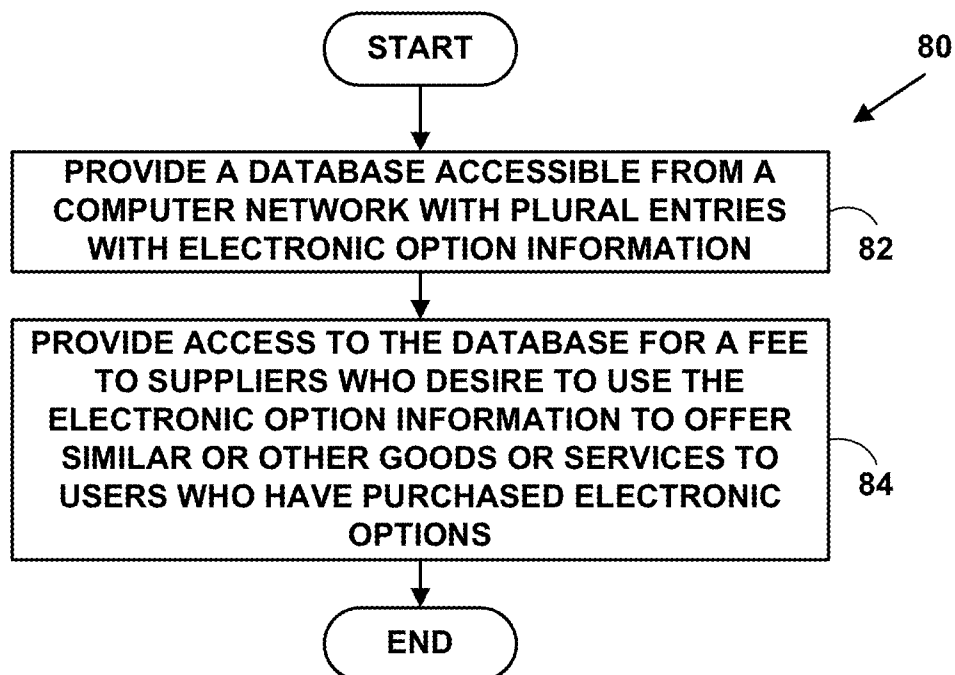 START
80
PROVIDE A DATABASE ACCESSIBLE FROM A
COMPUTER NETWORK WITH PLURAL ENTRIES
WITH ELECTRONIC OPTION INFORMATION
82
PROVIDE ACCESS TO THE DATABASE FOR A FEE
TO SUPPLIERS WHO DESIRE TO USE THE
ELECTRONIC OPTION INFORMATION TO OFFER
SIMILAR OR OTHER GOODS OR SERVICES TO
USERS WHO HAVE PURCHASED ELECTRONIC
OPTIONS
84
END